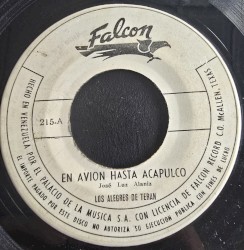 Falcon
215-A
EN AVION HASTA ACAPULCO
José Luz Alanís
LOS ALEGRES DE TERAN
HECHO EN VENEZUELA POR EL PALACIO DE LA MUSICA S.A. CON LICENCIA DE FALCON RECORD CO. McALLEN, TEXAS
EL IMPORTE PAGADO POR ESTE DISCO NO AUTORIZA SU EJECUCION PUBLICA CON FINES DE LUCRO